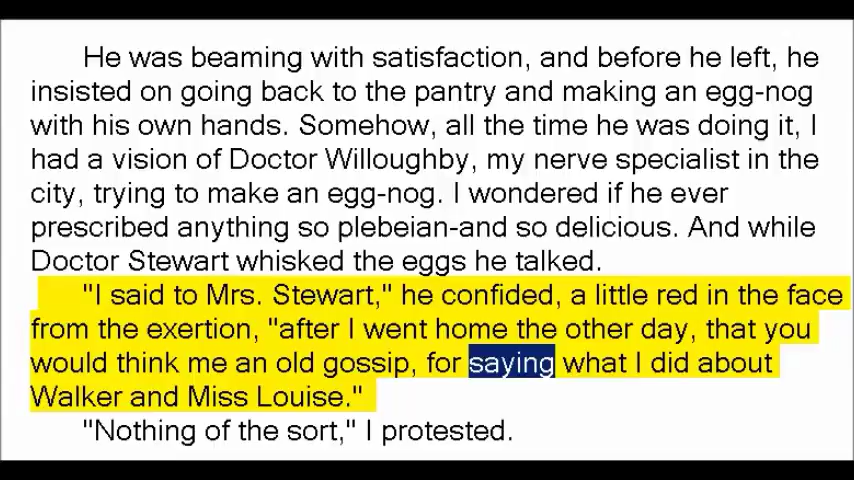 He was beaming with satisfaction, and before he left, he
insisted on going back to the pantry and making an egg-nog
with his own hands. Somehow, all the time he was doing it, I
had a vision of Doctor Willoughby, my nerve specialist in the
city, trying to make an egg-nog. I wondered if he ever
prescribed anything so plebeian-and so delicious. And while
Doctor Stewart whisked the eggs he talked.
"I said to Mrs. Stewart," he confided, a little red in the face
from the exertion, "after I went home the other day, that you
would think me an old gossip, for saying what I did about
Walker and Miss Louise."
"Nothing of the sort," I protested.